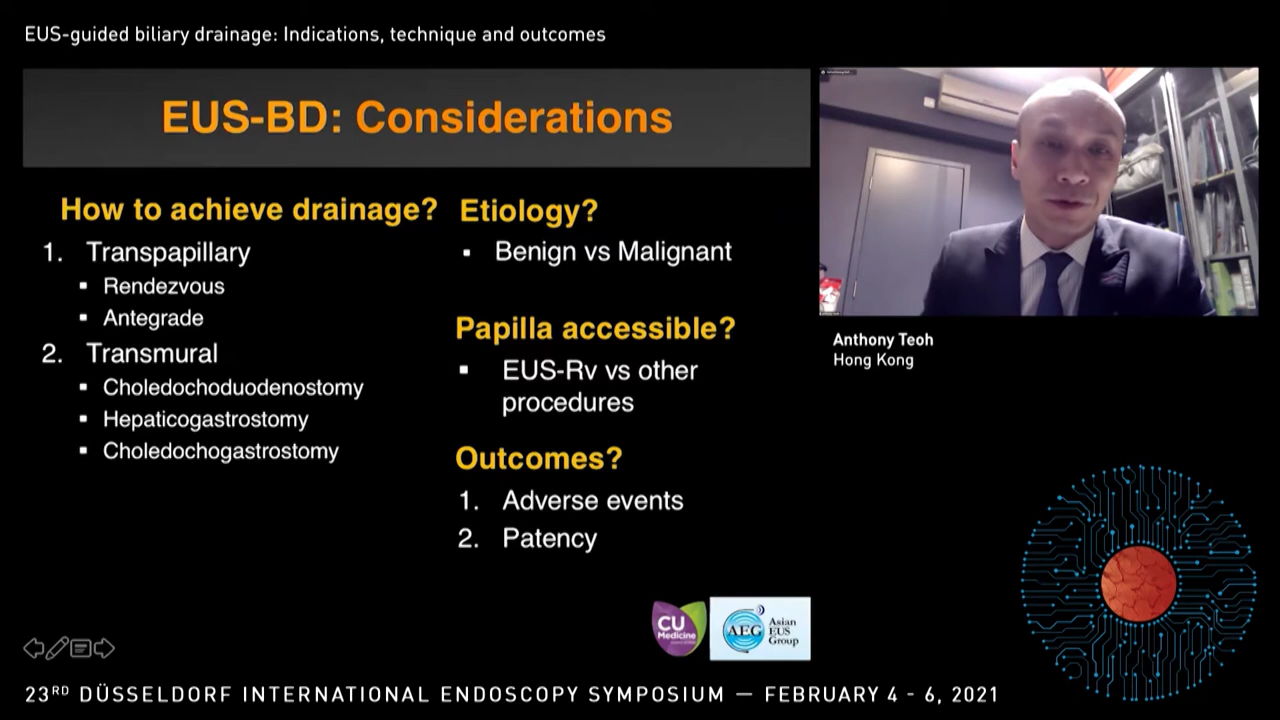 EUS-guided biliary drainage: Indications, technique and outcomes
EUS-BD: Considerations
How to achieve drainage?
1. Transpapillary
▪ Rendezvous
▪ Antegrade
2. Transmural
▪ Choledochoduodenostomy
▪ Hepaticogastrostomy
▪ Choledochogastrostomy
Etiology?
▪ Benign vs Malignant
Papilla accessible?
▪ EUS-Rv vs other
procedures
Outcomes?
1. Adverse events
2. Patency
Anthony Teoh
Hong Kong
CU
Medicine
AEG
Asian
EUS
Group
23RD DÜSSELDORF INTERNATIONAL ENDOSCOPY SYMPOSIUM — FEBRUARY 4 - 6, 2021